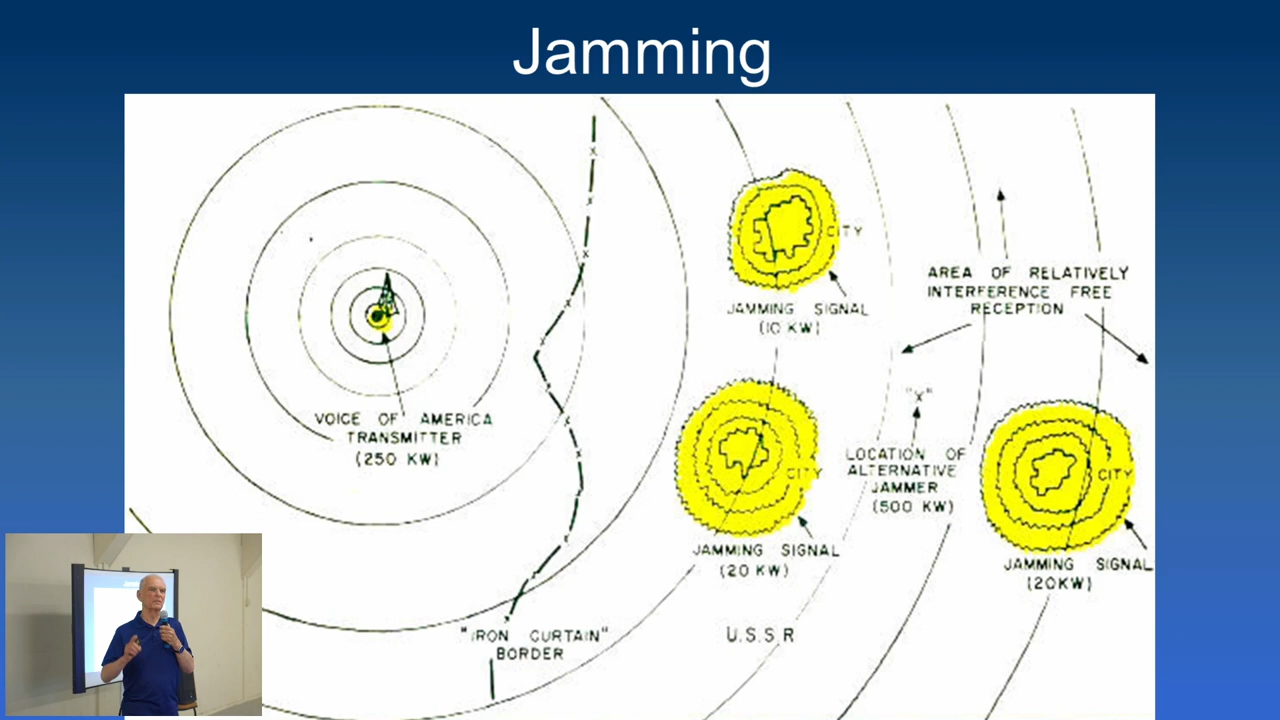 Jamming
CITY
JAMMING SIGNAL
(10 KW)
AREA OF RELATIVELY
INTERFERENCE FREE
RECEPTION
VOICE OF AMERICA
TRANSMITTER
(250 KW)
CITY
JAMMING SIGNAL
(20 KW)
"X"
LOCATION OF
ALTERNATIVE
JAMMER
(500 KW)
CITY
JAMMING SIGNAL
(20KW)
"IRON CURTAIN"
BORDER
U.S.S.R